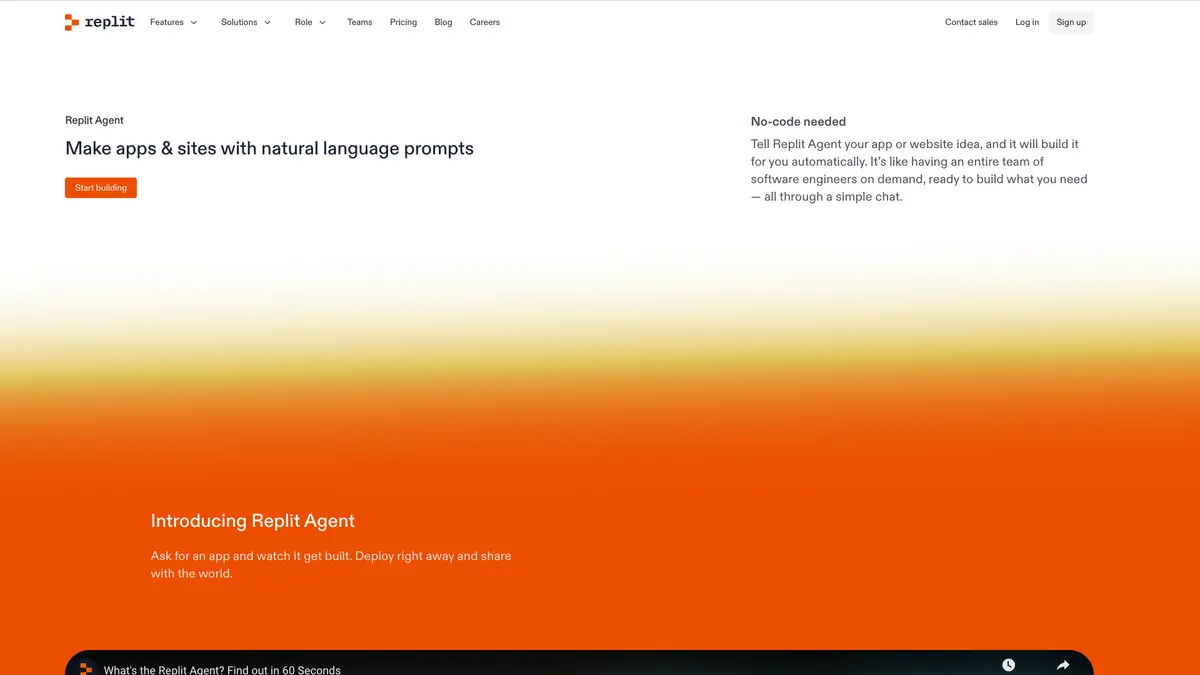 replit
Features
Solutions
Role
Teams
Pricing
Blog
Careers
Contact sales
Log in
Sign up
Replit Agent
Make apps & sites with natural language prompts
Start building
No-code needed
Tell Replit Agent your app or website idea, and it will build it
for you automatically. It’s like having an entire team of
software engineers on demand, ready to build what you need
— all through a simple chat.
Introducing Replit Agent
Ask for an app and watch it get built. Deploy right away and share
with the world.
What's the Replit Agent? Find out in 60 Seconds